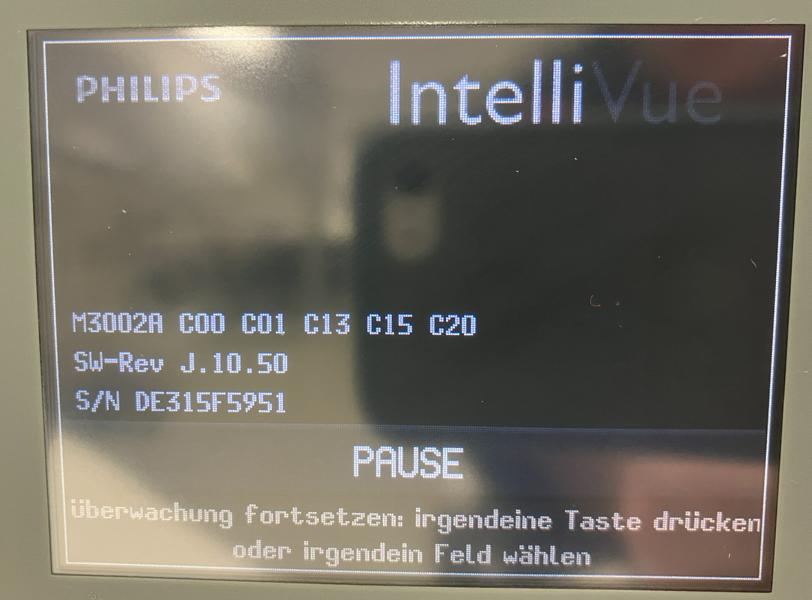 PHILIPS
IntelliVue
M3002A C00 C01 C13 C15 C20
SW-Rev J.10.50
S/N DE315F5951
PAUSE
Überwachung fortsetzen: irgendeine Taste drücken
oder irgendein Feld wählen